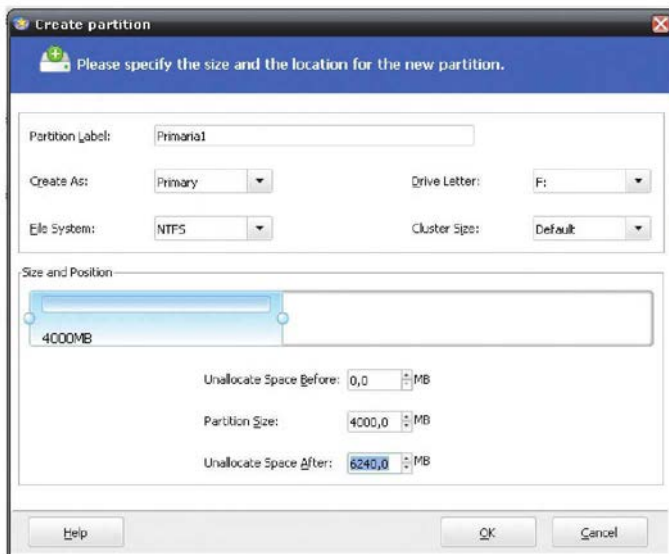 Create partition
Please specify the size and the location for the new partition.
Partition Label: Primaria1
Create As: Primary Drive Letter: F:
File System: NTFS Cluster Size: Default
Size and Position
4000MB
Unallocate Space Before: 0,0 MB
Partition Size: 4000,0 MB
Unallocate Space After: 6240,0 MB
Help OK Cancel